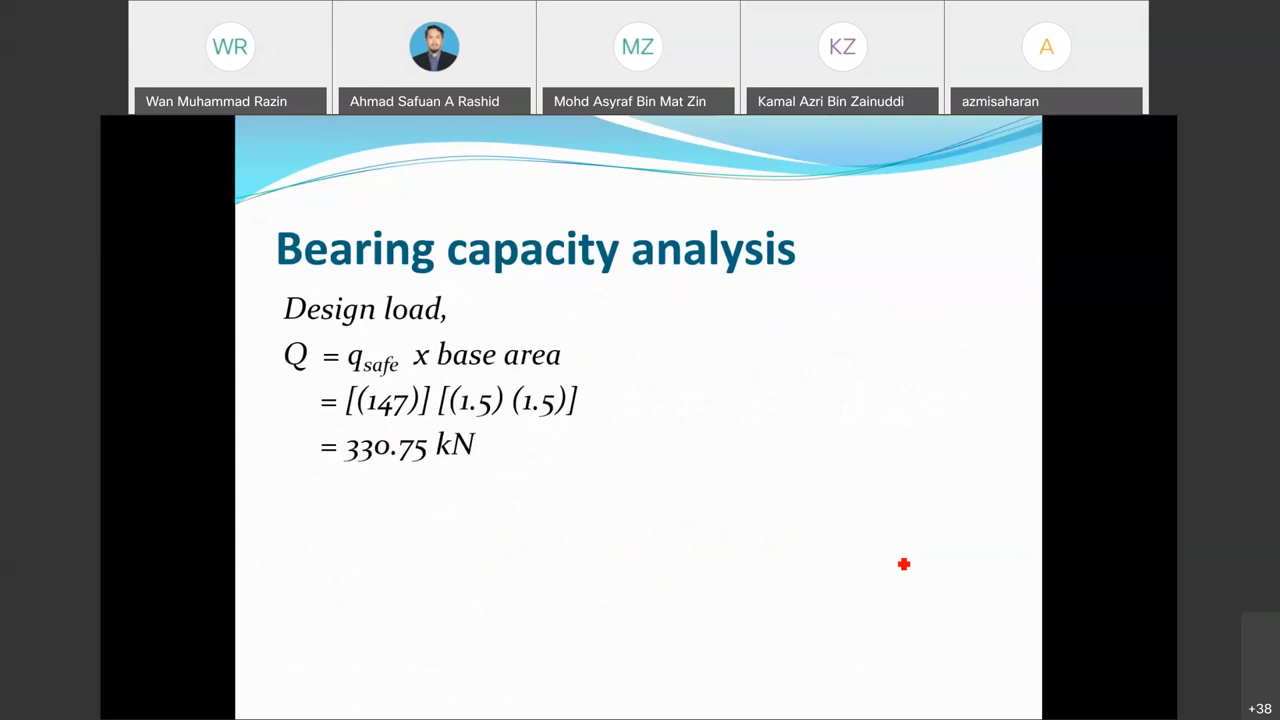 WR
MZ
KZ
A
Wan Muhammad Razin
Ahmad Safuan A Rashid
Mohd Asyraf Bin Mat Zin
Kamal Azri Bin Zainuddi
azmisaharan
Bearing capacity analysis
Design load,
Q = qsafe x base area
= [(147)] [(1.5) (1.5)]
= 330.75 kN
+38